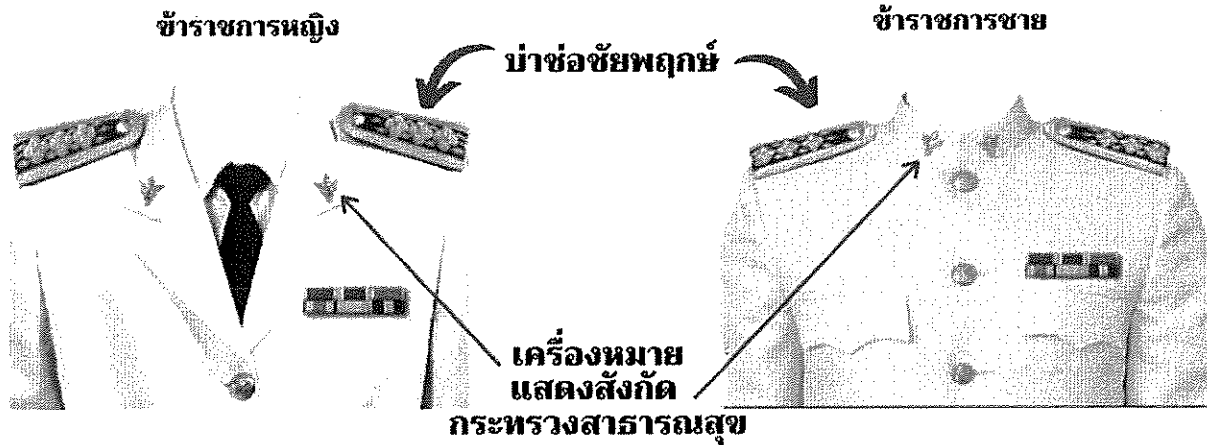 ข้าราชการหญิง
ข้าราชการชาย
บ่าช่อชัยพฤกษ์
เครื่องหมาย
แสดงสังกัด
กระทรวงสาธารณสุข